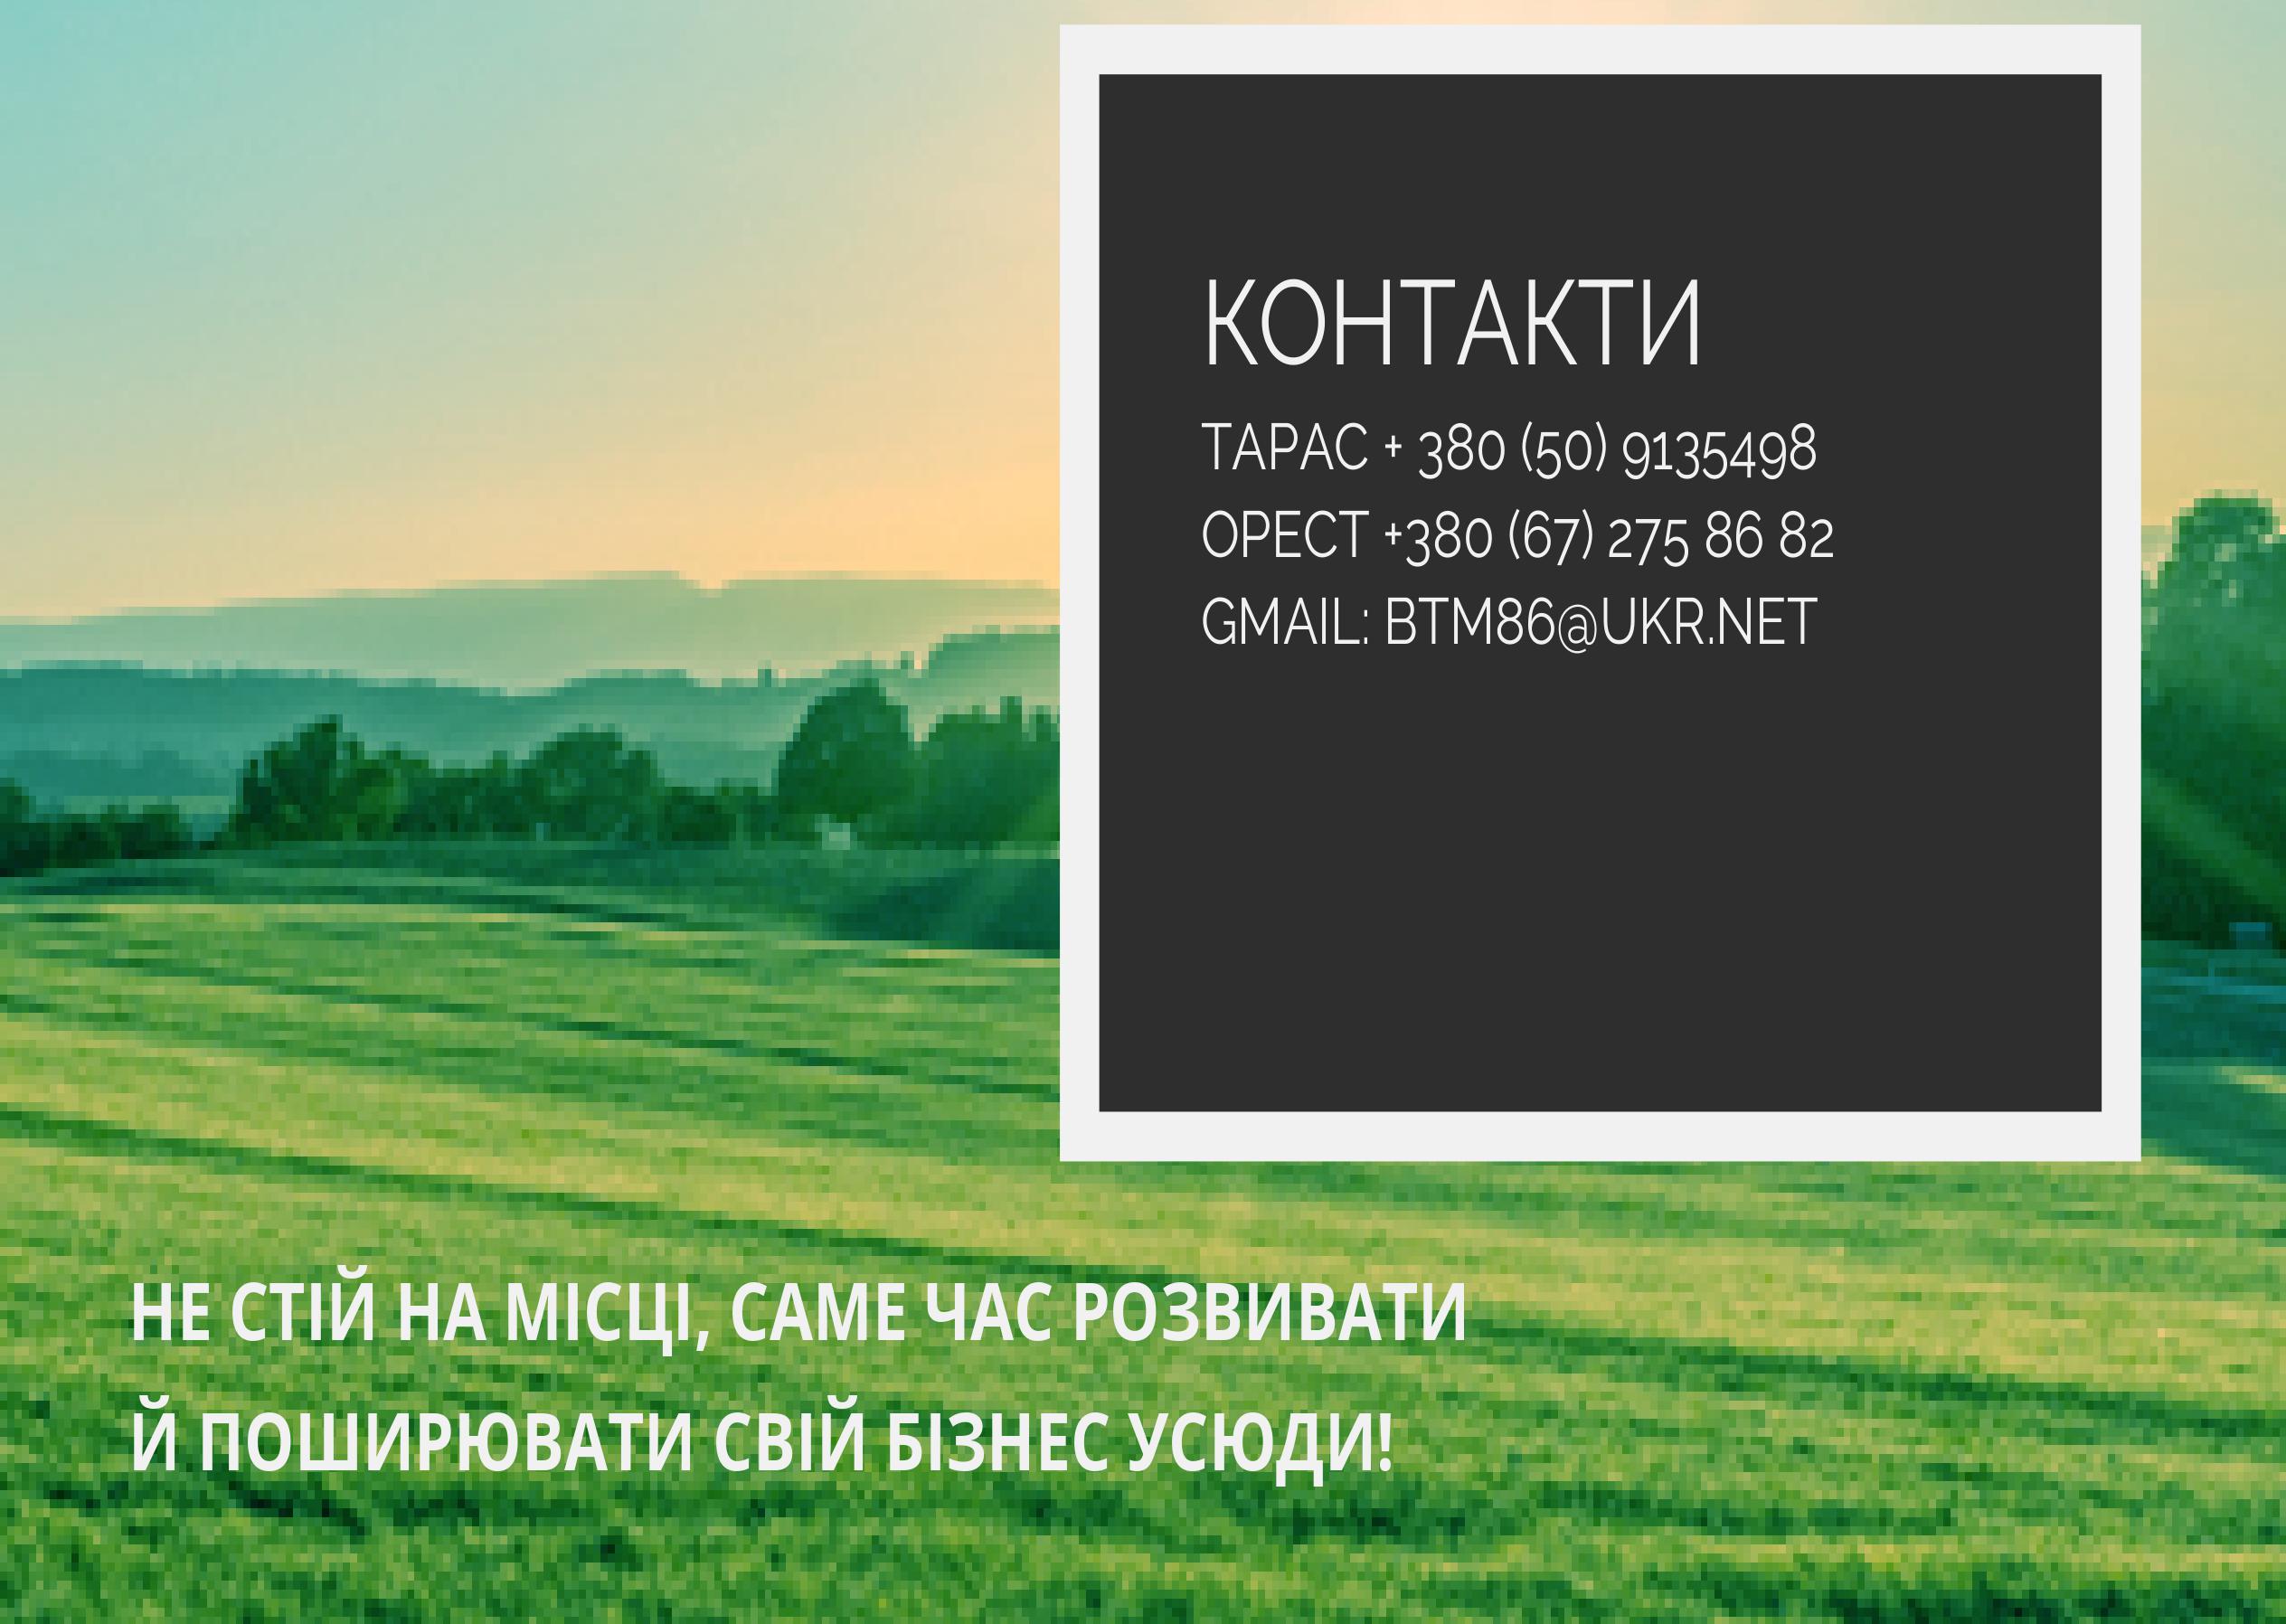 КОНТАКТИ
ТАРАС + 380 (50) 9135498
ОРЕСТ +380 (67) 275 86 82
GMAIL: BTM86@UKR.NET
НЕ СТІЙ НА МІСЦІ, САМЕ ЧАС РОЗВИВАТИ
Й ПОШИРЮВАТИ СВІЙ БІЗНЕС УСЮДИ!